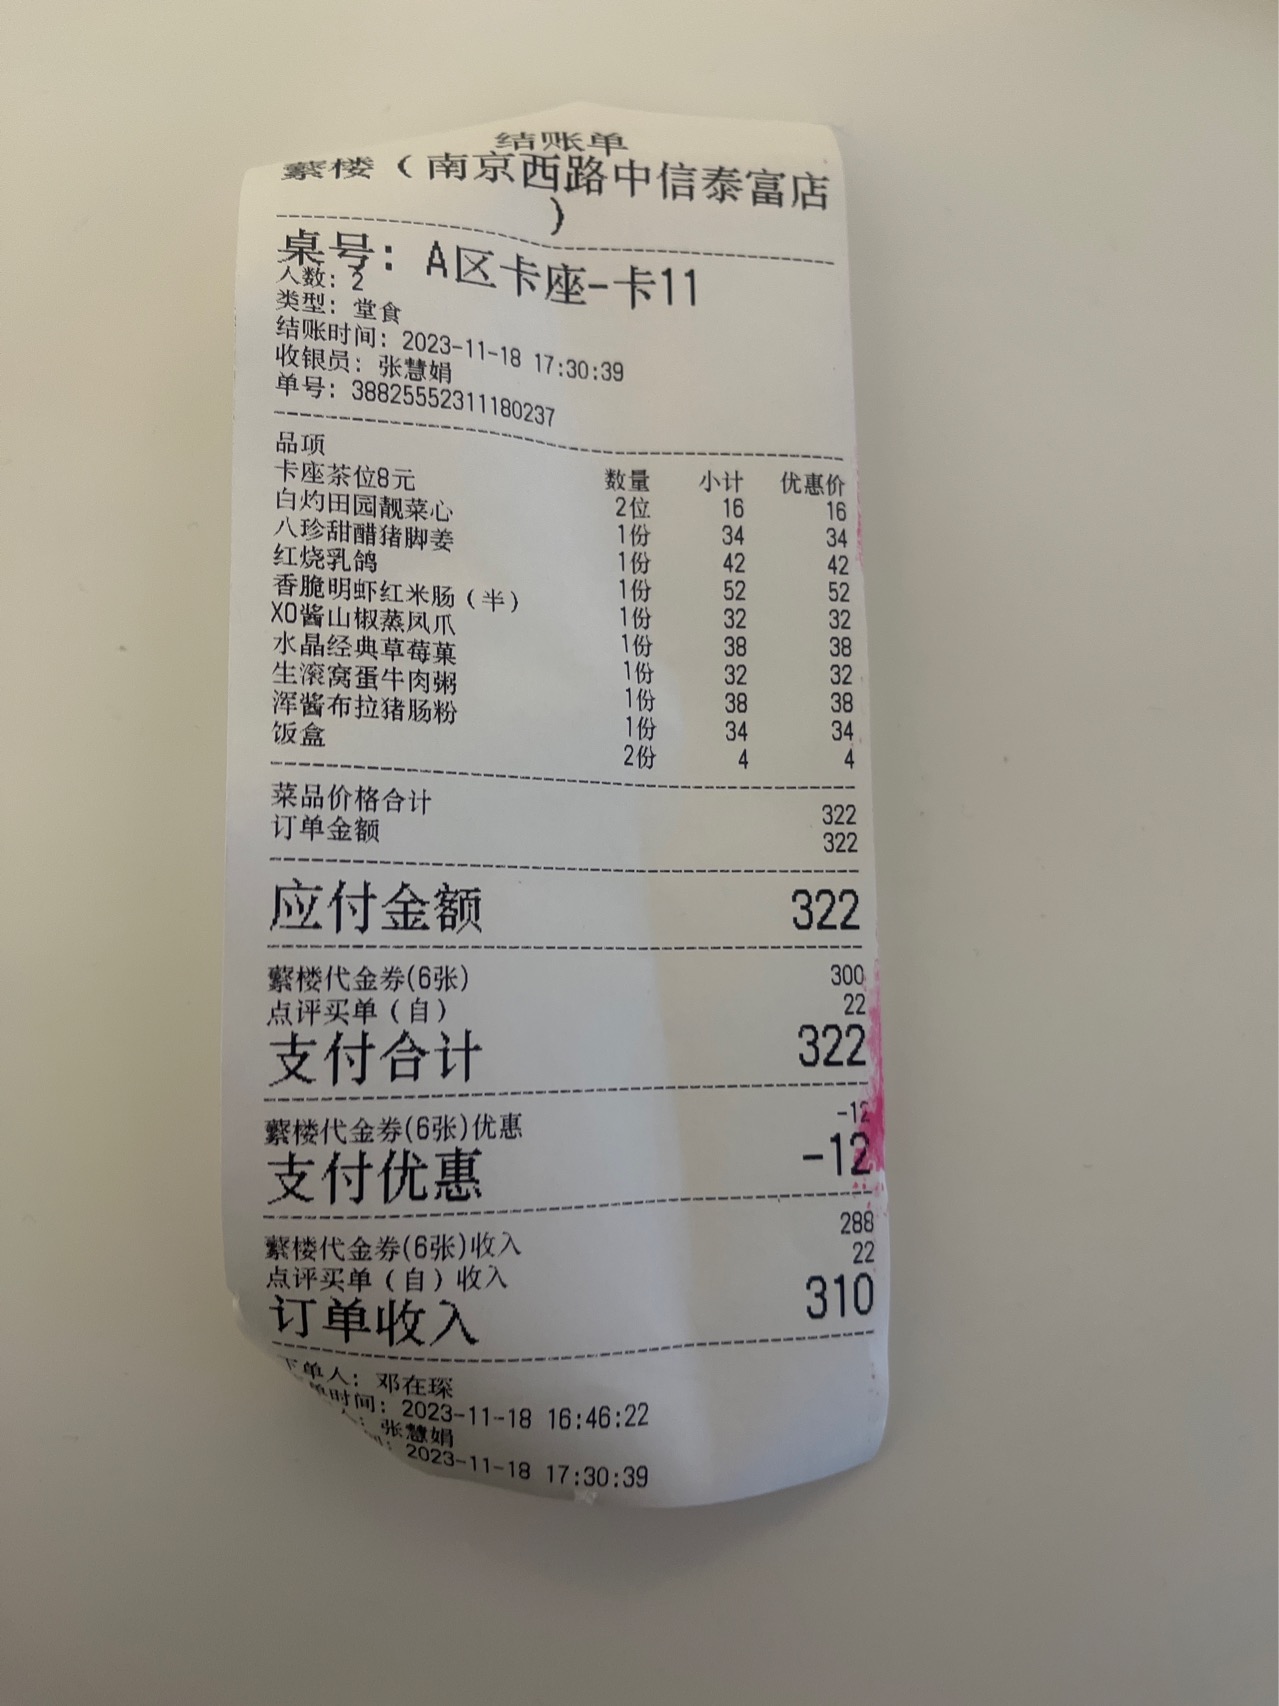 结账单
蘩楼（南京西路中信泰富店
）
桌号：A区卡座-卡11
人数：2
类型：堂食
结账时间：2023-11-18 17:30:39
收银员：张慧娟
单号：38825552311180237
品项 数量 小计 优惠价
卡座茶位8元 2位 16 16
白灼田园靓菜心 1份 34 34
八珍甜醋猪脚姜 1份 42 42
红烧乳鸽 1份 52 52
香脆明虾红米肠（半） 1份 32 32
XO酱山椒蒸凤爪 1份 38 38
水晶经典草莓菓 1份 32 32
生滚窝蛋牛肉粥 1份 38 38
浑酱布拉猪肠粉 1份 34 34
饭盒 2份 4 4
菜品价格合计 322
订单金额 322
应付金额 322
蘩楼代金券(6张) 300
点评买单（自） 22
支付合计 322
蘩楼代金券(6张)优惠 -12
支付优惠 -12
蘩楼代金券(6张)收入 288
点评买单（自）收入 22
订单收入 310
下单人：邓在琛
单时间：2023-11-18 16:46:22
人：张慧娟
2023-11-18 17:30:39